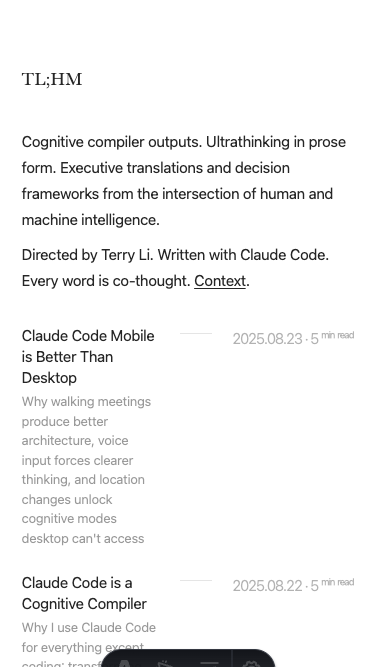 TL;HM
Cognitive compiler outputs. Ultrathinking in prose
form. Executive translations and decision
frameworks from the intersection of human and
machine intelligence.
Directed by Terry Li. Written with Claude Code.
Every word is co-thought. Context.
Claude Code Mobile
is Better Than
Desktop
2025.08.23 · 5 min read
Why walking meetings
produce better
architecture, voice
input forces clearer
thinking, and location
changes unlock
cognitive modes
desktop can't access
Claude Code is a
Cognitive Compiler
2025.08.22 · 5 min read
Why I use Claude Code
for everything except
coding: